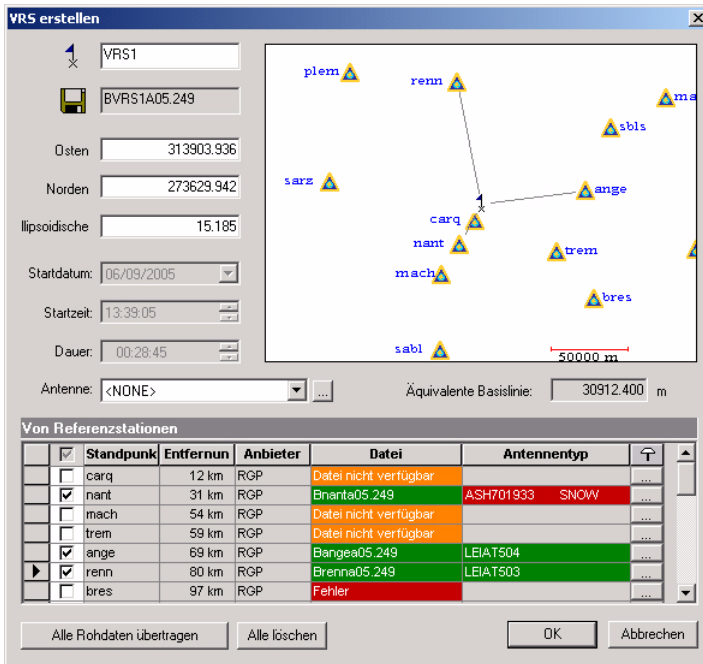 VRS erstellen
VRS1
BVRS1A05.249
Osten 313903.936
Norden 273629.942
llipsoidische 15.185
Startdatum: 06/09/2005
Startzeit: 13:39:05
Dauer: 00:28:45
plem
renn
ma
sbls
sarz
ange
carq
nant
trem
mach
bres
sabl
50000 m
Antenne: <NONE> ... Äquivalente Basislinie: 30912.400 m
Von Referenzstationen
Standpunk Entfernun Anbieter Datei Antennentyp
carq 12 km RGP Datei nicht verfügbar ...
nant 31 km RGP Bnanta05.249 ASH701933 SNOW ...
mach 54 km RGP Datei nicht verfügbar ...
trem 59 km RGP Datei nicht verfügbar ...
ange 69 km RGP Bangea05.249 LEIAT504 ...
renn 80 km RGP Brenna05.249 LEIAT503 ...
bres 97 km RGP Fehler ...
Alle Rohdaten übertragen Alle löschen OK Abbrechen